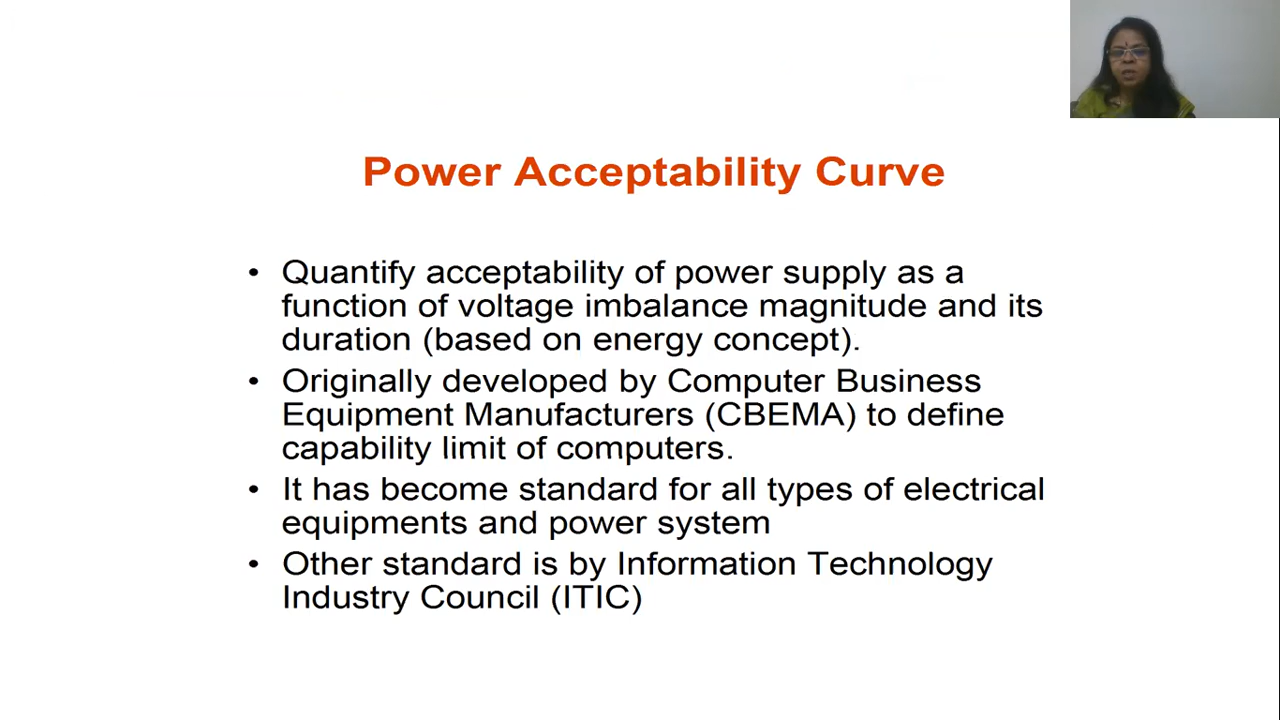 Power Acceptability Curve
• Quantify acceptability of power supply as a
function of voltage imbalance magnitude and its
duration (based on energy concept).
• Originally developed by Computer Business
Equipment Manufacturers (CBEMA) to define
capability limit of computers.
• It has become standard for all types of electrical
equipments and power system
• Other standard is by Information Technology
Industry Council (ITIC)